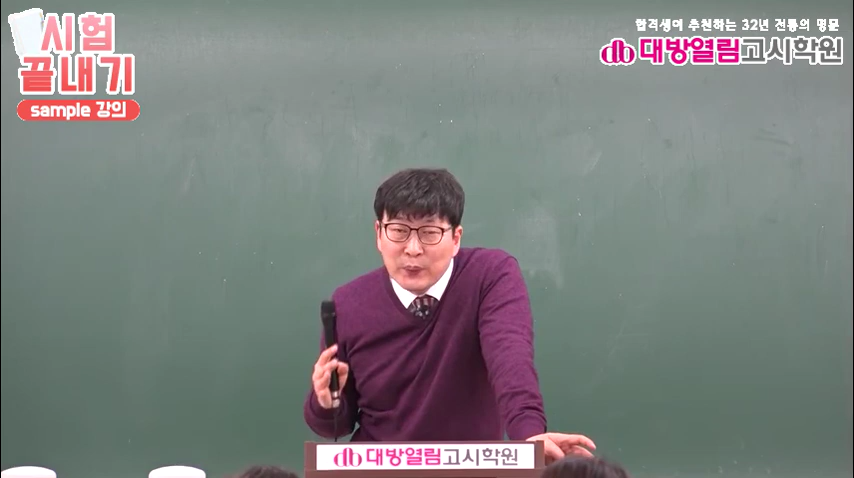 시험
끝내기
sample 강의
합격생이 추천하는 32년 전통의 명문
db 대방열림고시학원
db 대방열림고시학원